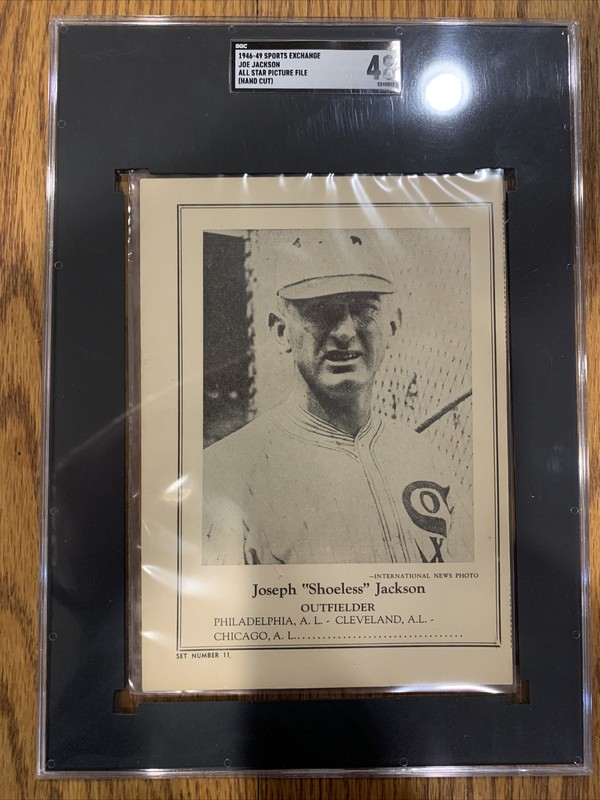 SGC
1946-49 SPORTS EXCHANGE
JOE JACKSON
ALL STAR PICTURE FILE
(HAND CUT)
4
SOX
—INTERNATIONAL NEWS PHOTO
Joseph "Shoeless" Jackson
OUTFIELDER
PHILADELPHIA, A. L. - CLEVELAND, A.L. -
CHICAGO, A. L..................................
SET NUMBER 11.